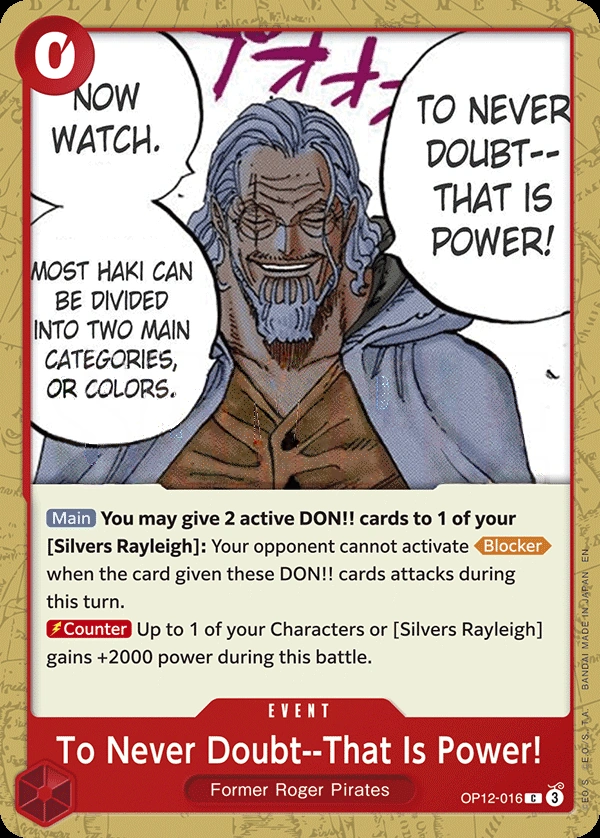 0
NOW
WATCH.
プオオオ
TO NEVER
DOUBT--
THAT IS
POWER!
MOST HAKI CAN
BE DIVIDED
INTO TWO MAIN
CATEGORIES,
OR COLORS.
Main You may give 2 active DON!! cards to 1 of your
[Silvers Rayleigh]: Your opponent cannot activate Blocker
when the card given these DON!! cards attacks during
this turn.
Counter Up to 1 of your Characters or [Silvers Rayleigh]
gains +2000 power during this battle.
EVENT
To Never Doubt--That Is Power!
Former Roger Pirates
OP12-016 C 3
BANDAI MADE IN JAPAN EN